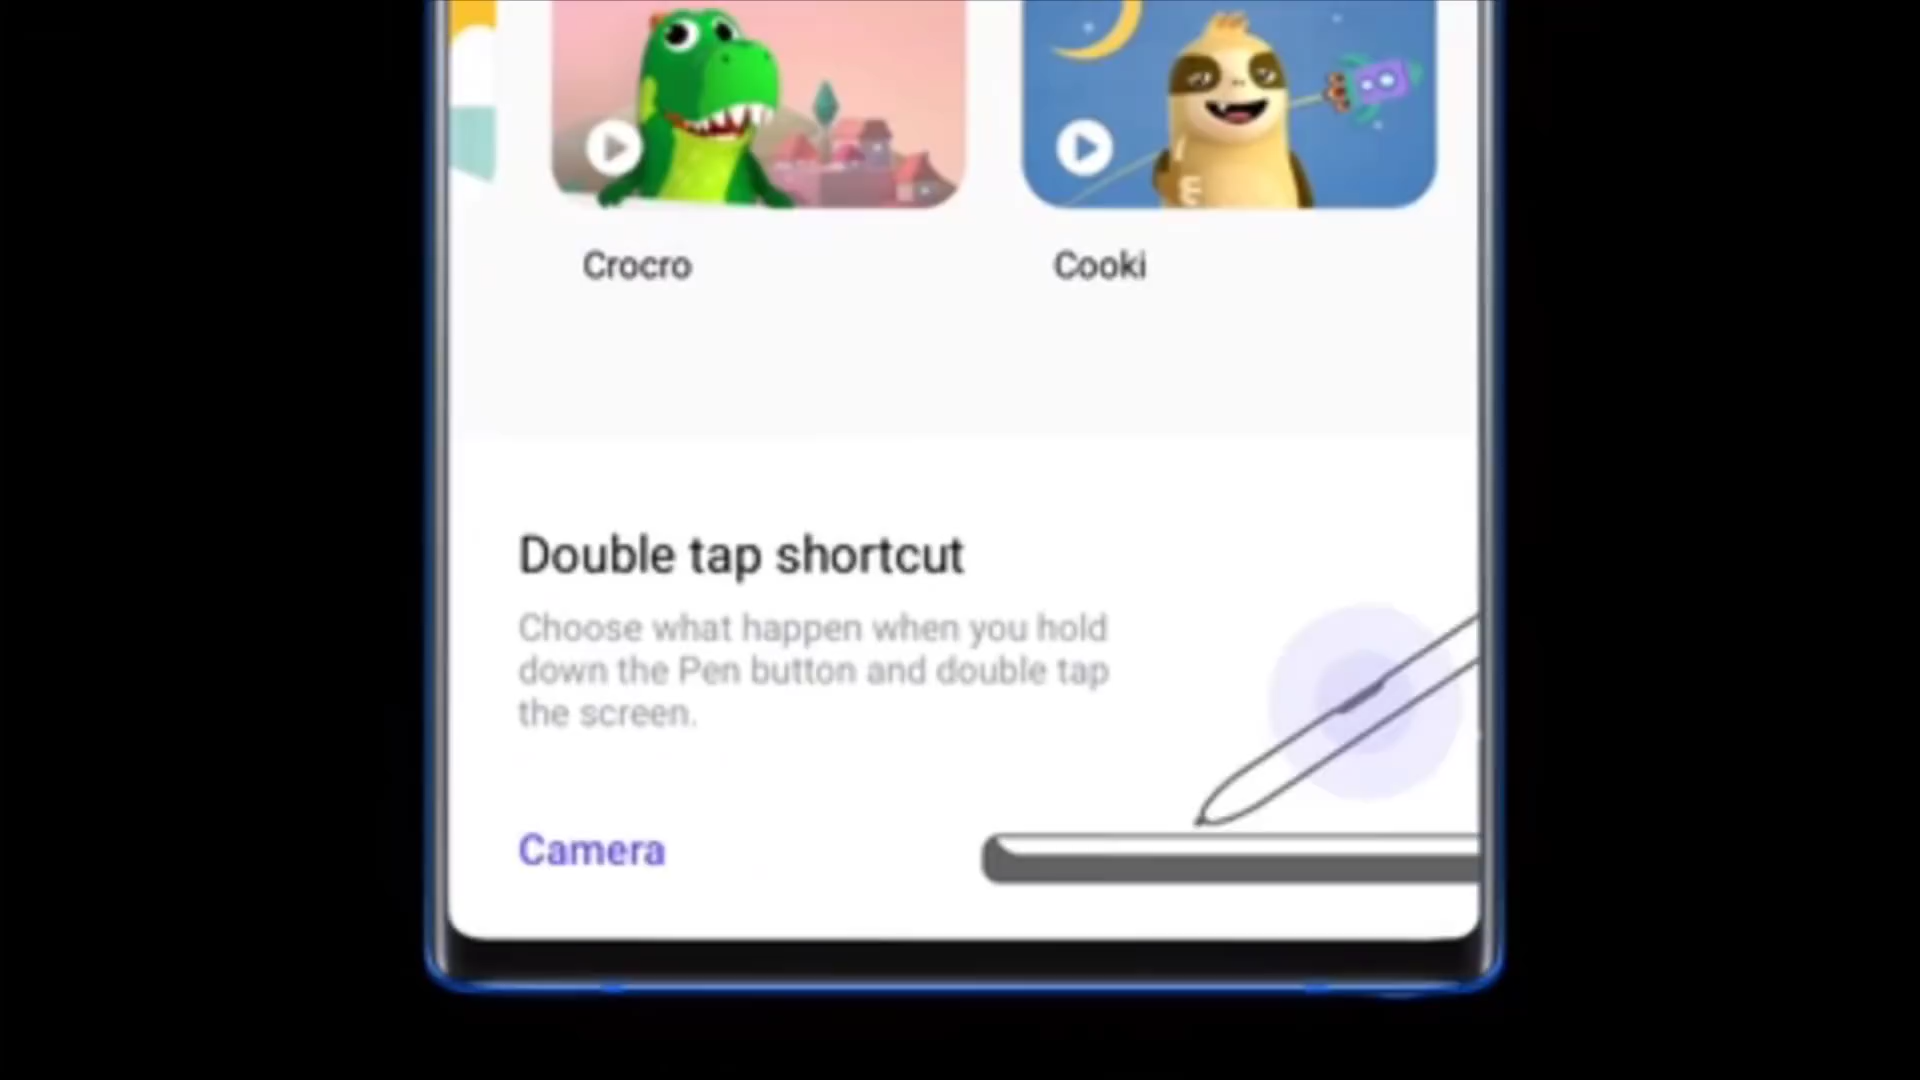 Crocro
Cooki
Double tap shortcut
Choose what happen when you hold
down the Pen button and double tap
the screen.
Camera